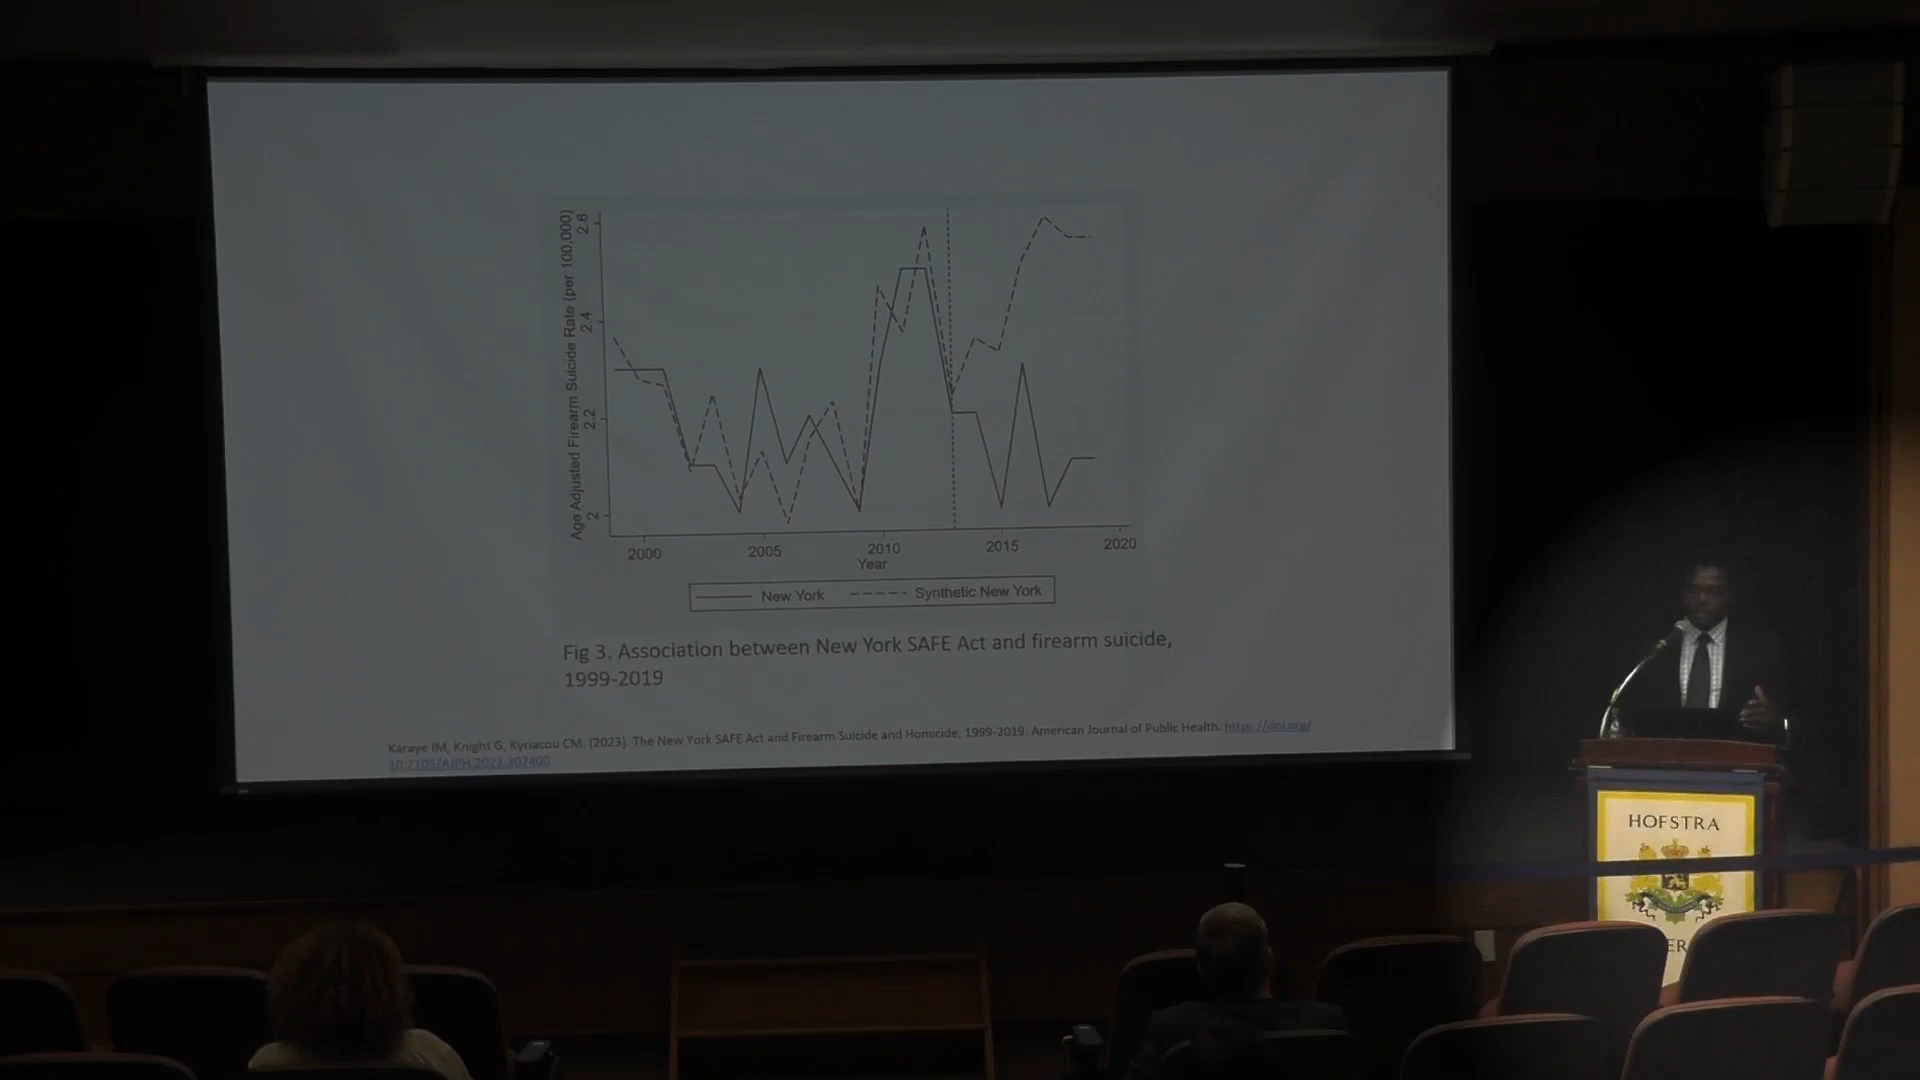 Age Adjusted Firearm Suicide Rate (per 100,000)
2.6
2.4
2.2
2
2000 2005 2010 2015 2020
Year
New York Synthetic New York
Fig 3. Association between New York SAFE Act and firearm suicide,
1999-2019
Karaye IM, Knight G, Kyriacou CM. (2023). The New York SAFE Act and Firearm Suicide and Homicide, 1999-2019. American Journal of Public Health. https://doi.org/
10.2105/AJPH.2023.307400
HOFSTRA
ER